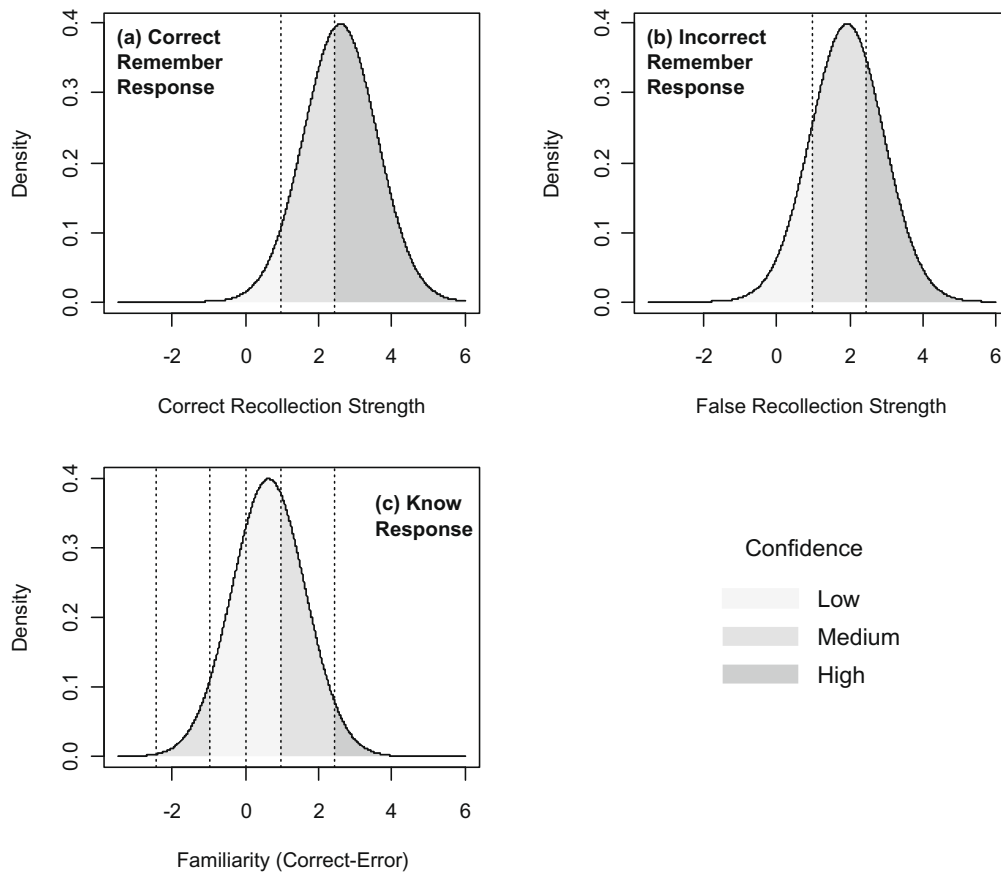 (a) Correct
Remember
Response
0.4
0.3
0.2
0.1
0.0
Density
-2
0
2
4
6
Correct Recollection Strength
(b) Incorrect
Remember
Response
0.4
0.3
0.2
0.1
0.0
Density
-2
0
2
4
6
False Recollection Strength
(c) Know
Response
0.4
0.3
0.2
0.1
0.0
Density
-2
0
2
4
6
Familiarity (Correct-Error)
Confidence
Low
Medium
High